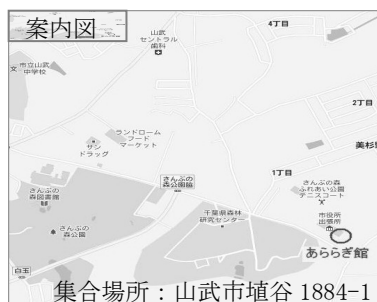 案内図
山武
セントラル
歯科
4丁目
市立山武
中学校
2丁目
ランドローム
フード
マーケット
サン
ドラッグ
美杉野
1丁目
さんぶの
森公園脇
さんぶの
森図書館
さんぶの森
ふれあい公園
テニスコート
千葉県森林
研究センター
市役所
出張所
さんぶの
森公園
あららぎ館
白玉
集合場所：山武市埴谷 1884-1